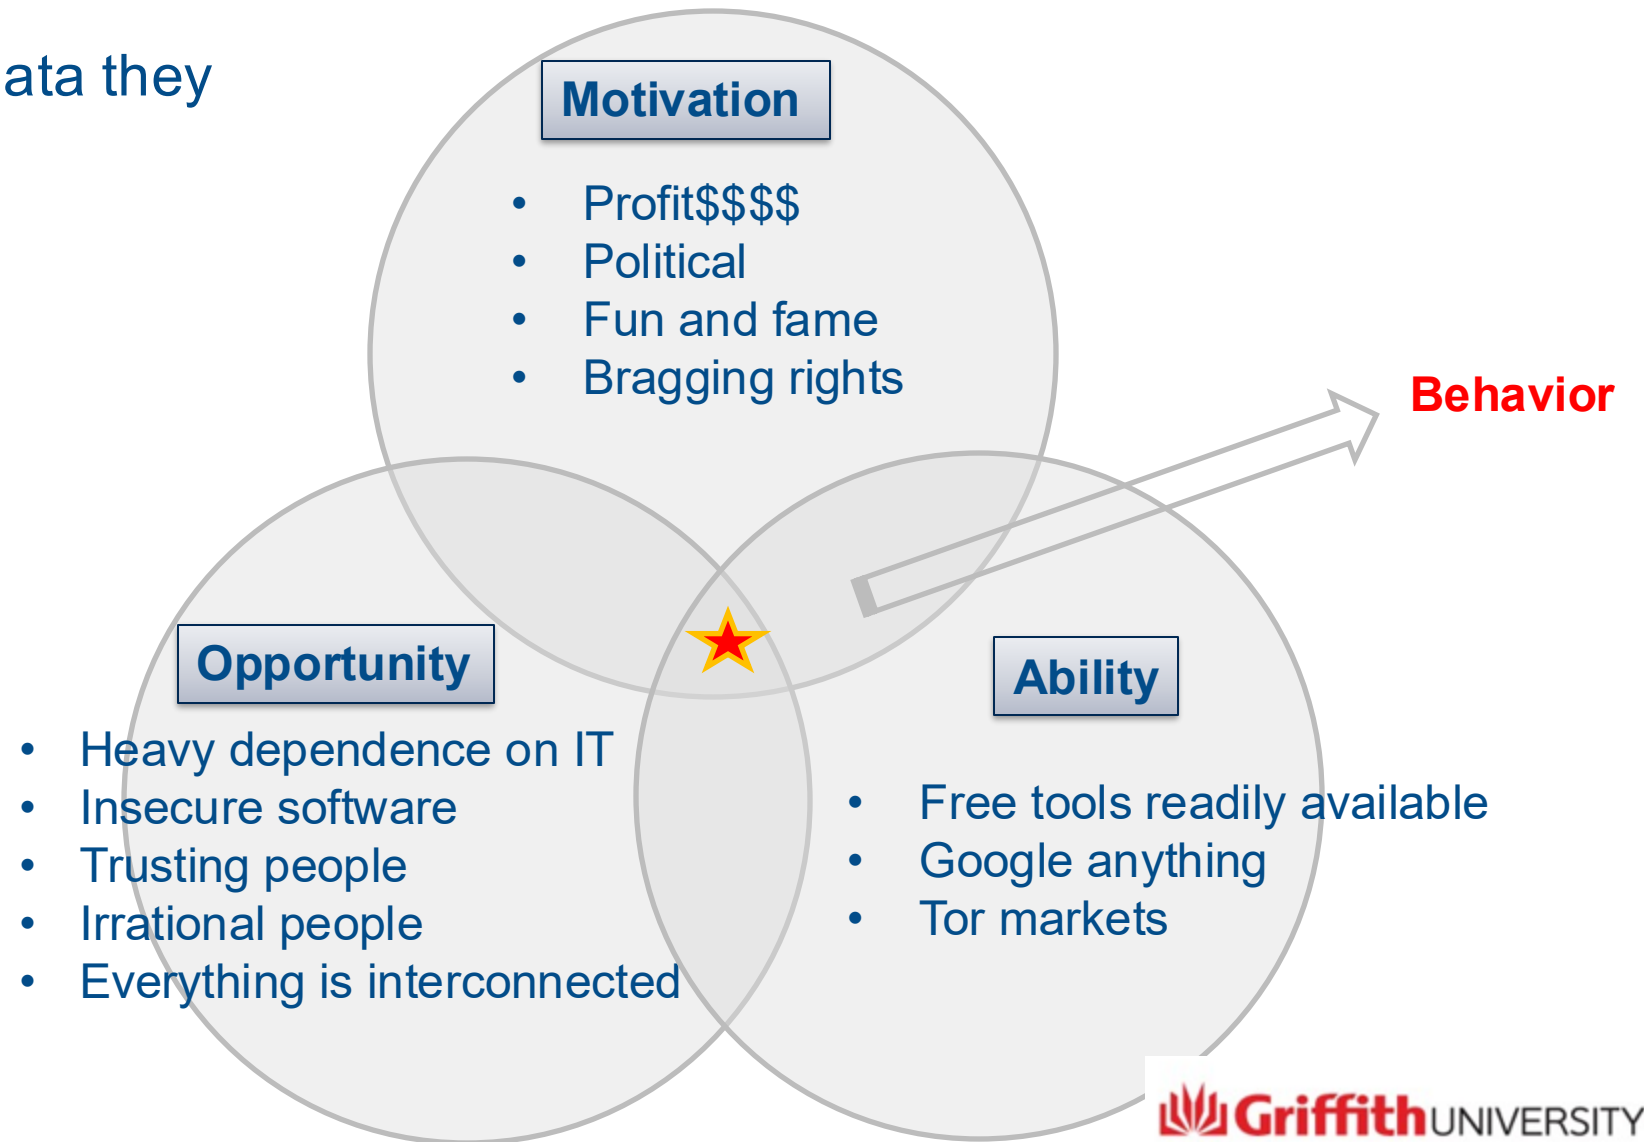 ata they
Motivation
• Profit$$$$
• Political
• Fun and fame
• Bragging rights
Behavior
Opportunity
• Heavy dependence on IT
• Insecure software
• Trusting people
• Irrational people
• Everything is interconnected
Ability
• Free tools readily available
• Google anything
• Tor markets
Griffith UNIVERSITY